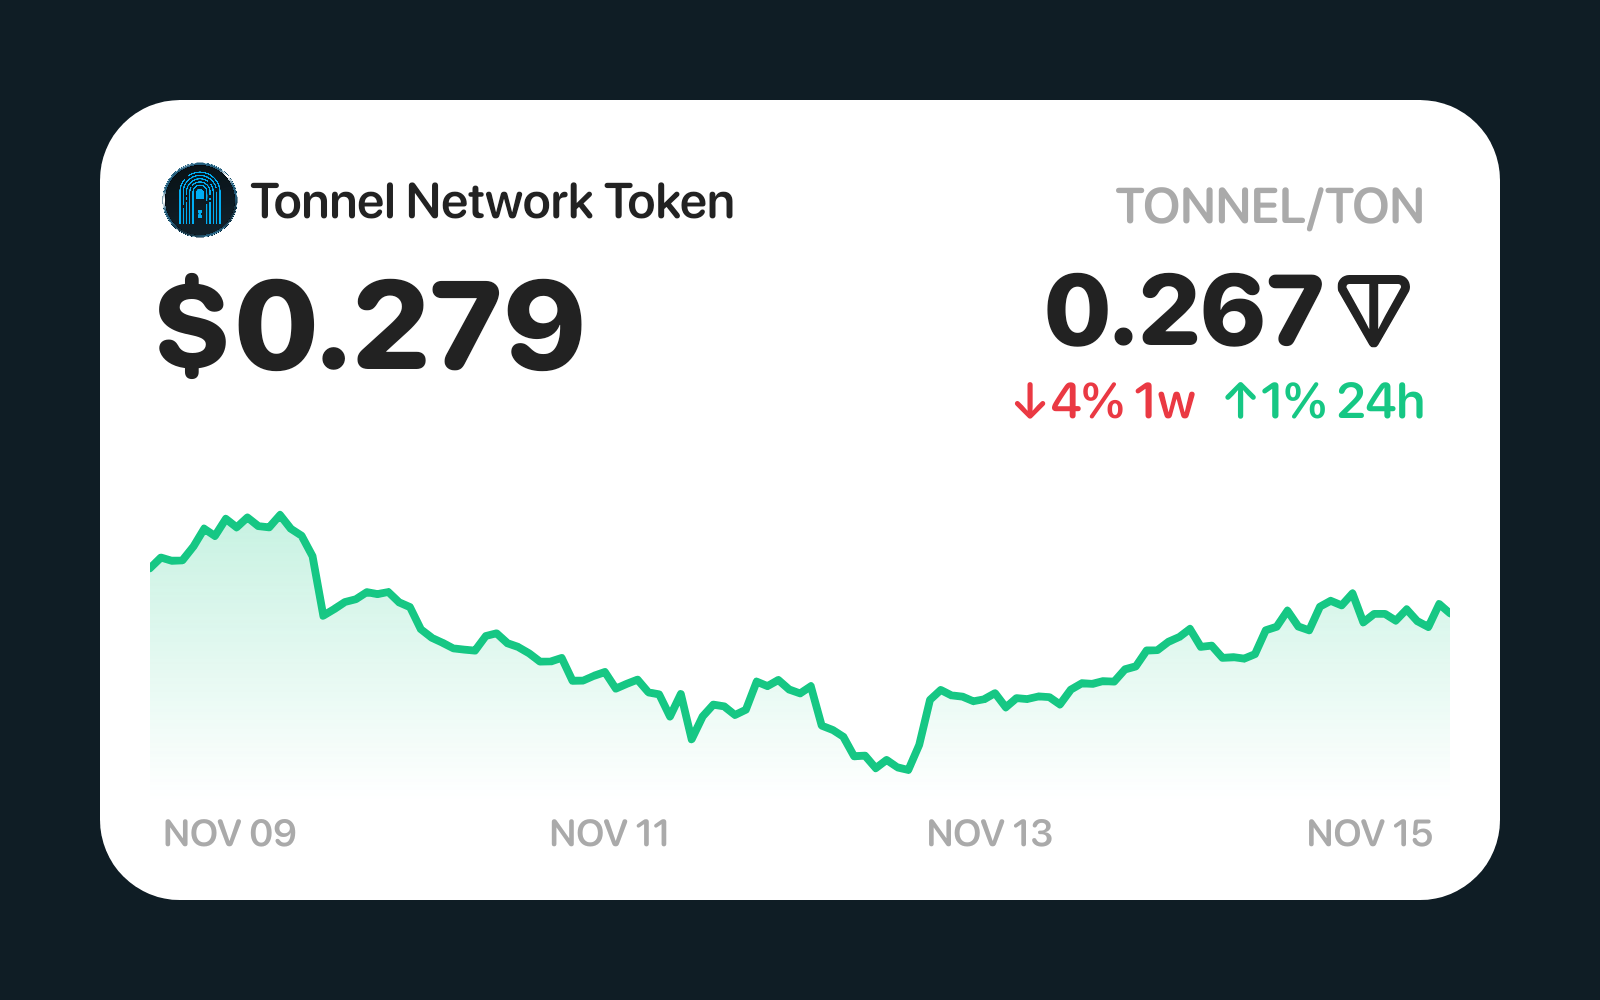 Tonnel Network Token
TONNEL/TON
$0.279
0.267
↓4% 1w ↑1% 24h
NOV 09 NOV 11 NOV 13 NOV 15